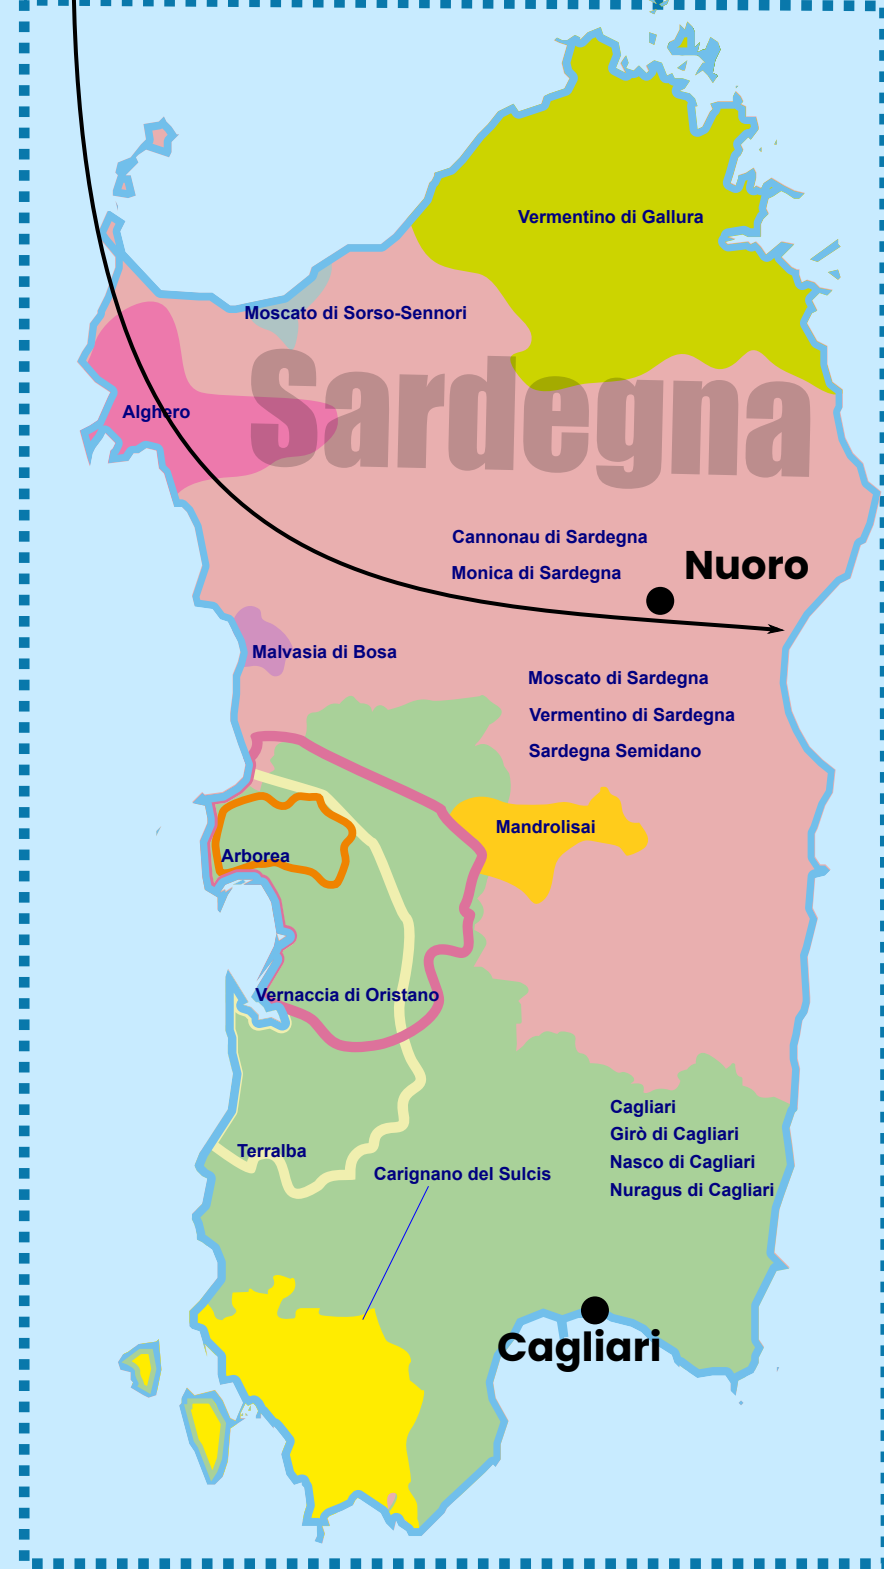 Vermentino di Gallura
Moscato di Sorso-Sennori
Sardegna
Alghero
Cannonau di Sardegna
Monica di Sardegna
Nuoro
Malvasia di Bosa
Moscato di Sardegna
Vermentino di Sardegna
Sardegna Semidano
Mandrolisai
Arborea
Vernaccia di Oristano
Cagliari
Girò di Cagliari
Nasco di Cagliari
Nuragus di Cagliari
Terralba
Carignano del Sulcis
Cagliari